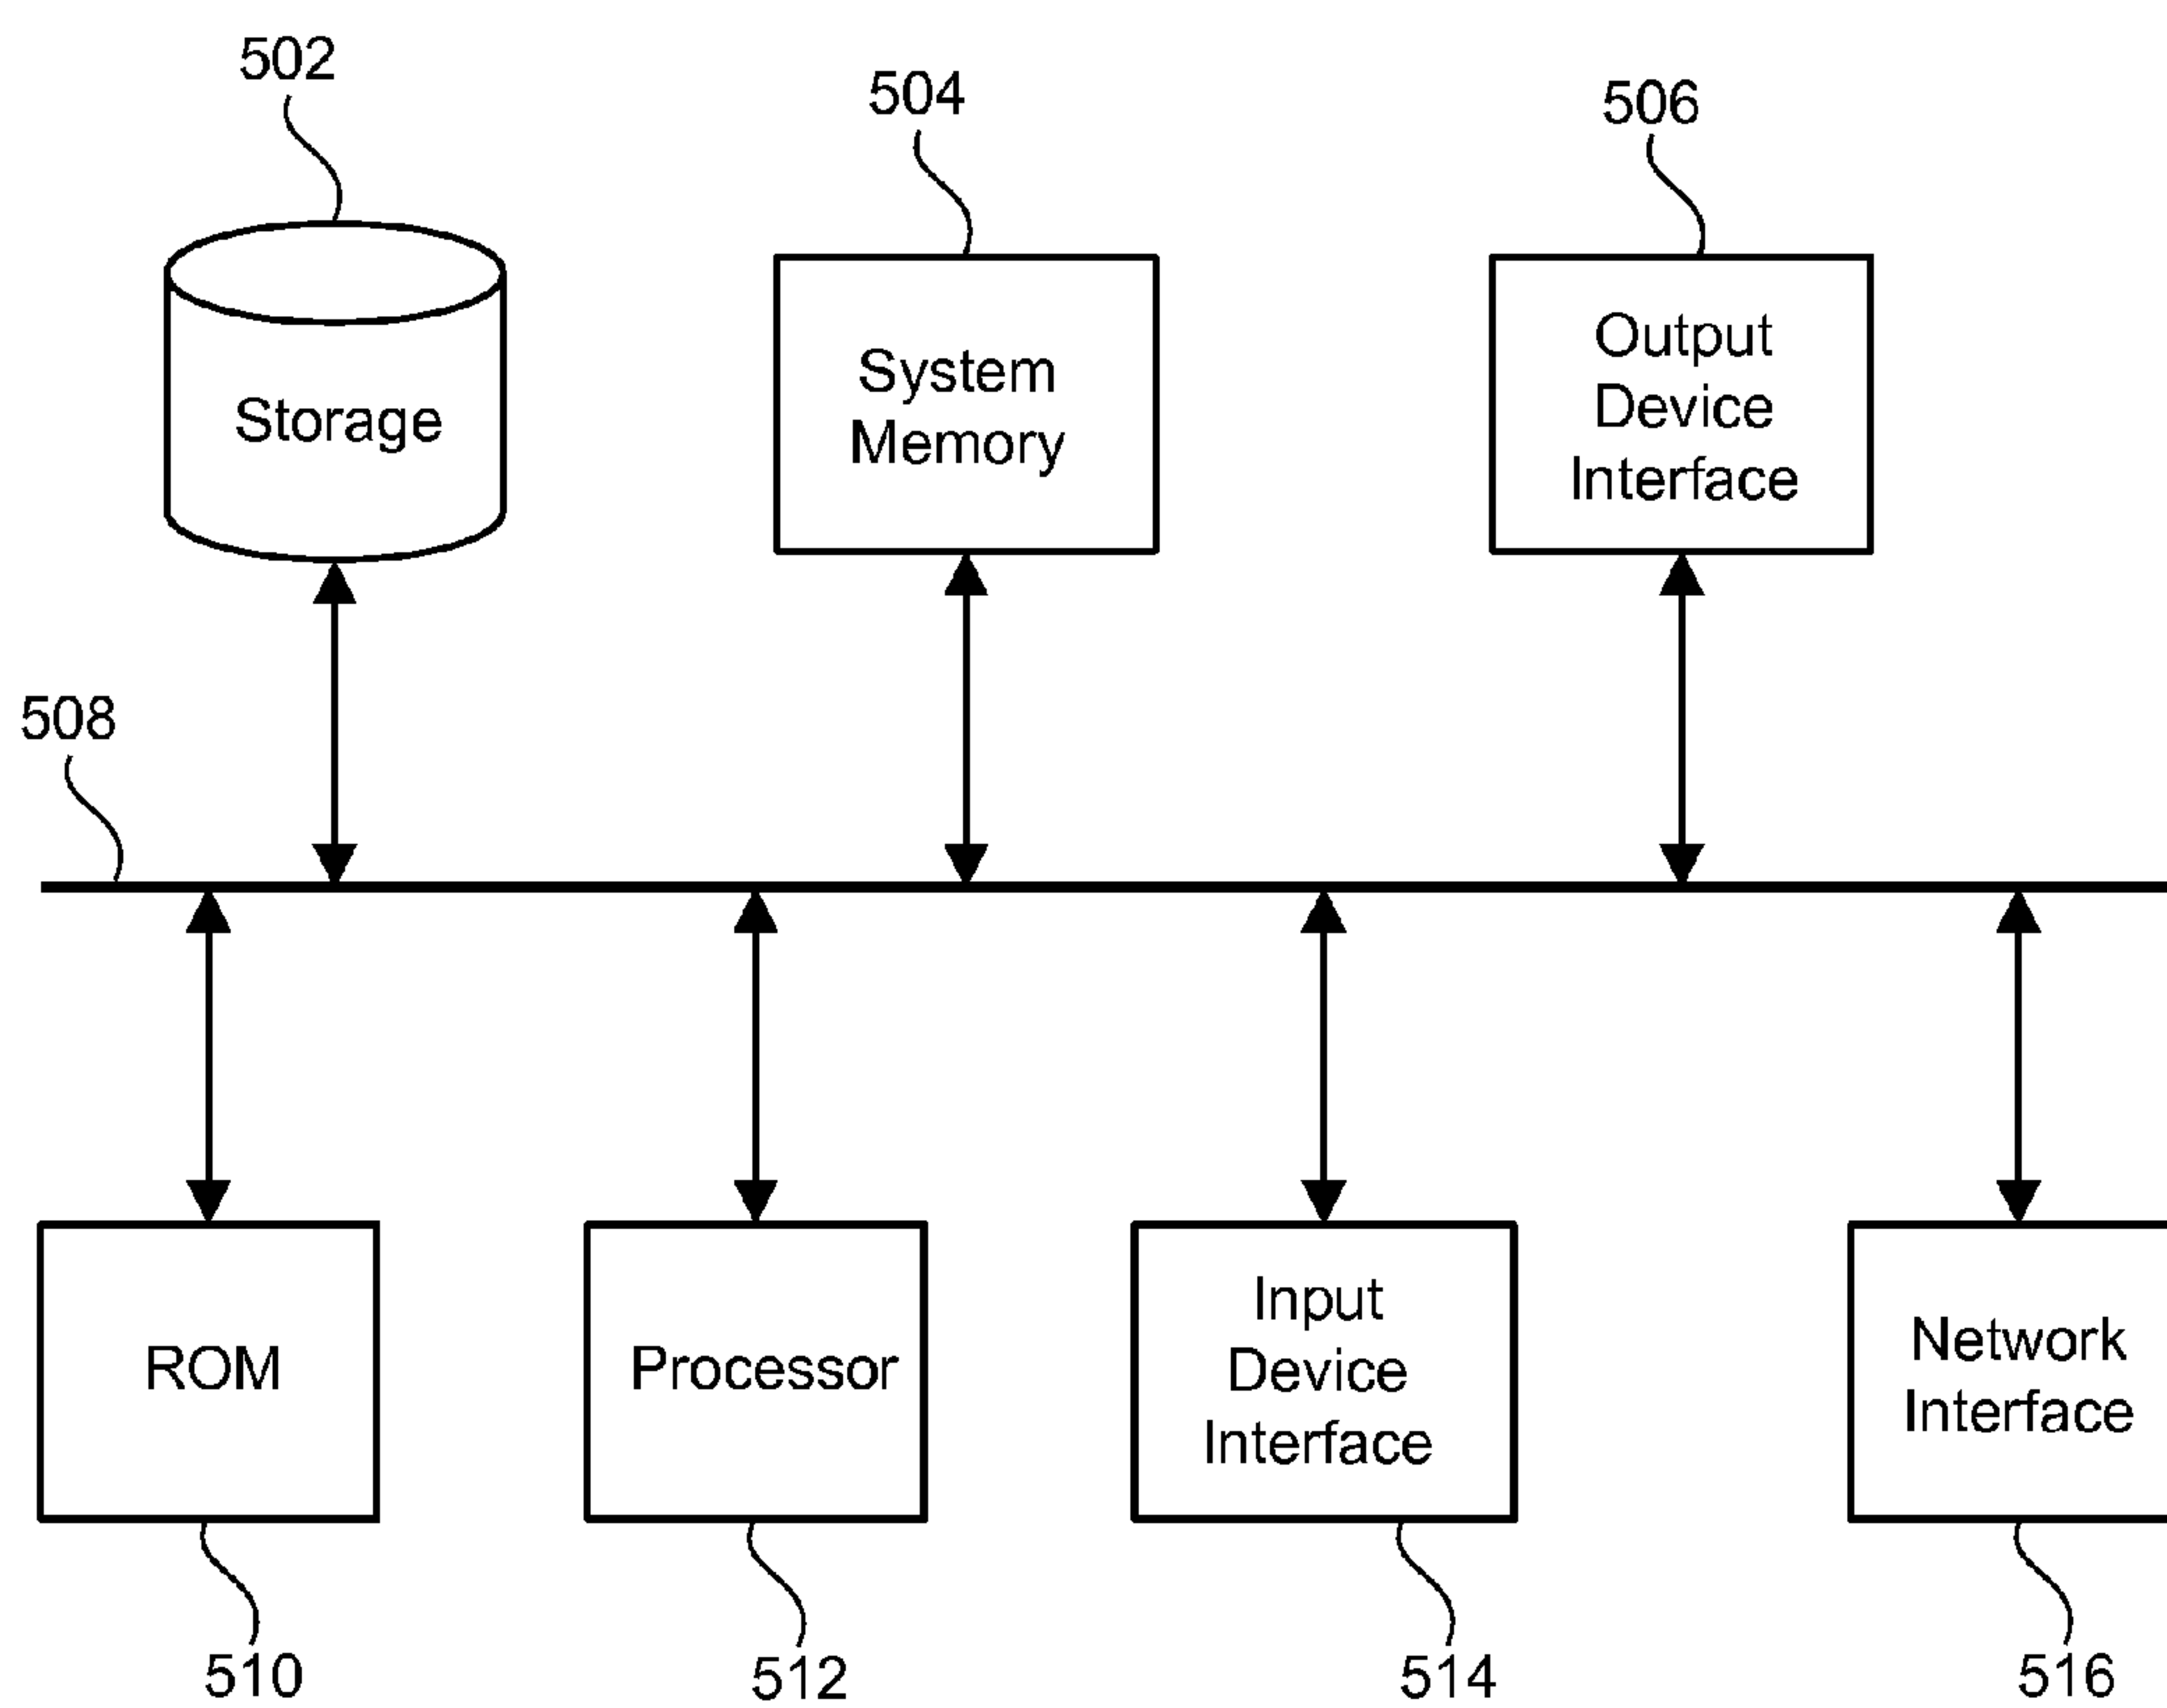 502
504
506
Storage
System
Memory
Output
Device
Interface
508
ROM
Processor
Input
Device
Interface
Network
Interface
510
512
514
516